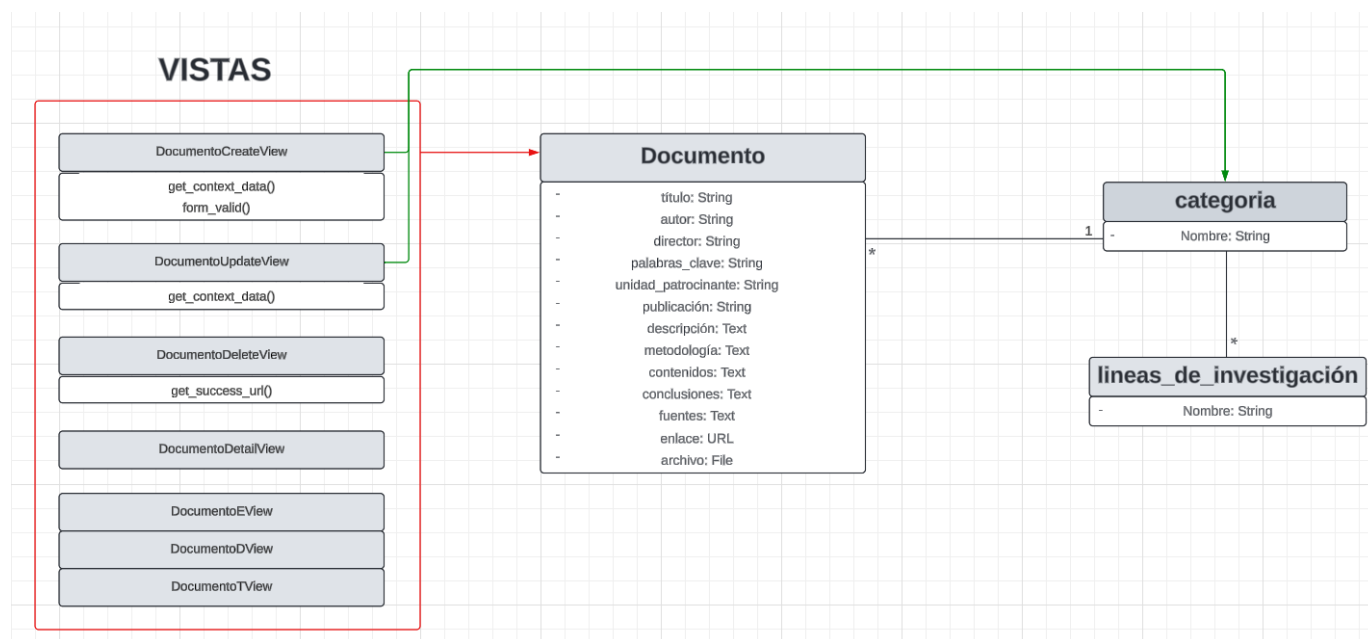 VISTAS
DocumentoCreateView
get_context_data()
form_valid()
DocumentoUpdateView
get_context_data()
DocumentoDeleteView
get_success_url()
DocumentoDetailView
DocumentoEView
DocumentoDView
DocumentoTView
Documento
- título: String
- autor: String
- director: String
- palabras_clave: String
- unidad_patrocinante: String
- publicación: String
- descripción: Text
- metodología: Text
- contenidos: Text
- conclusiones: Text
- fuentes: Text
- enlace: URL
- archivo: File
*
1
categoria
- Nombre: String
*
lineas_de_investigación
- Nombre: String